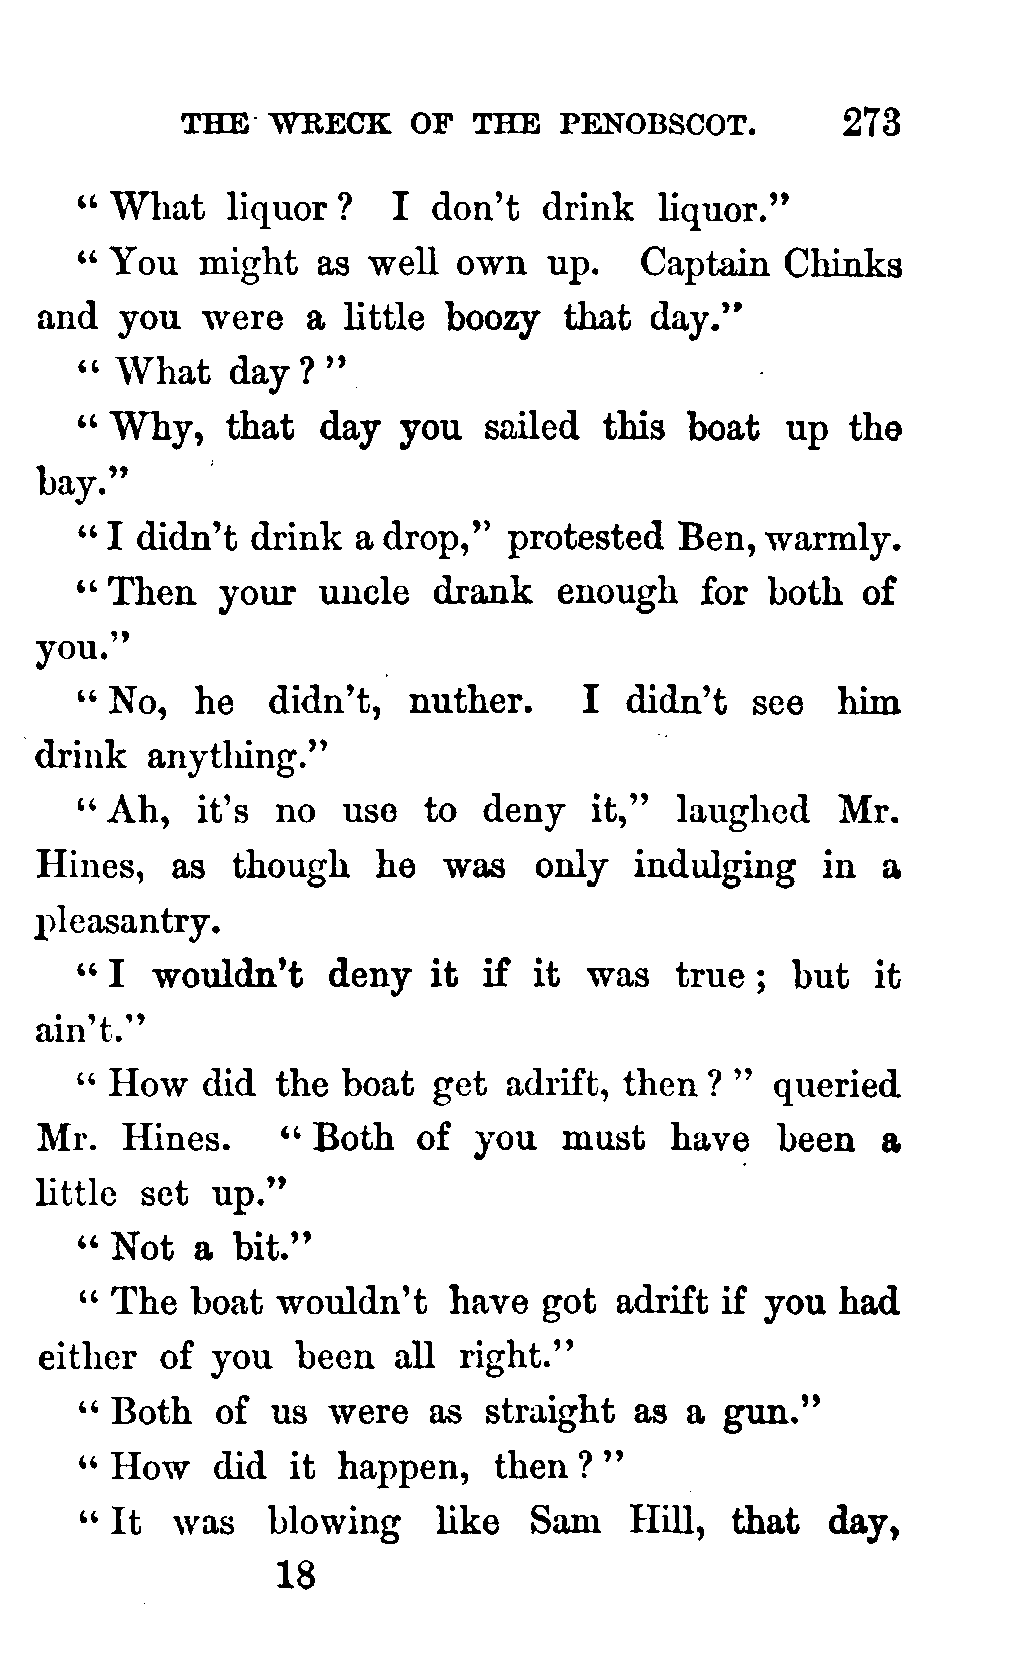 THE WRECK OF THE PENOBSCOT. 273
“ What liquor ? I don't drink liquor.”
“ You might as well own up. Captain Chinks
and you were a little boozy that day.”
“ What day ? ”
“ Why, that day you sailed this boat up the
bay.”
“ I didn't drink a drop,” protested Ben, warmly.
“ Then your uncle drank enough for both of
you.”
“ No, he didn't, nuther. I didn't see him
drink anything.”
“ Ah, it's no use to deny it,” laughed Mr.
Hines, as though he was only indulging in a
pleasantry.
“ I wouldn't deny it if it was true ; but it
ain't.”
“ How did the boat get adrift, then ? ” queried
Mr. Hines. “ Both of you must have been a
little set up.”
“ Not a bit.”
“ The boat wouldn't have got adrift if you had
either of you been all right.”
“ Both of us were as straight as a gun.”
“ How did it happen, then ? ”
“ It was blowing like Sam Hill, that day,
18